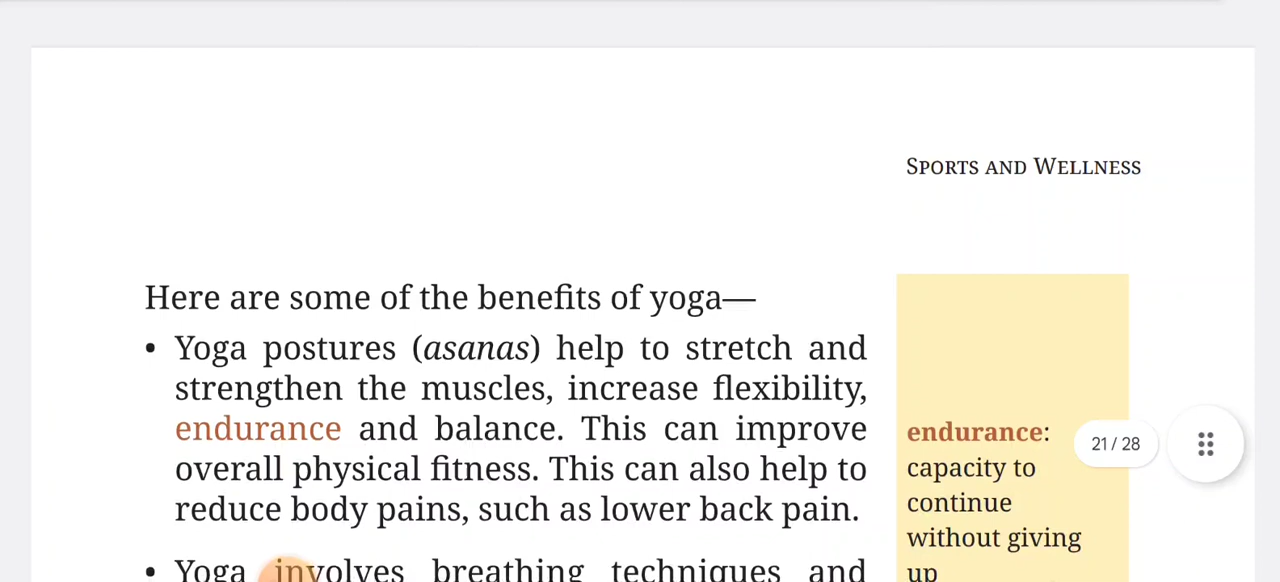 SPORTS AND WELLNESS
Here are some of the benefits of yoga—
• Yoga postures (asanas) help to stretch and
strengthen the muscles, increase flexibility,
endurance and balance. This can improve
overall physical fitness. This can also help to
reduce body pains, such as lower back pain.
• Yoga involves breathing techniques and
endurance:
capacity to
continue
without giving
up
21 / 28